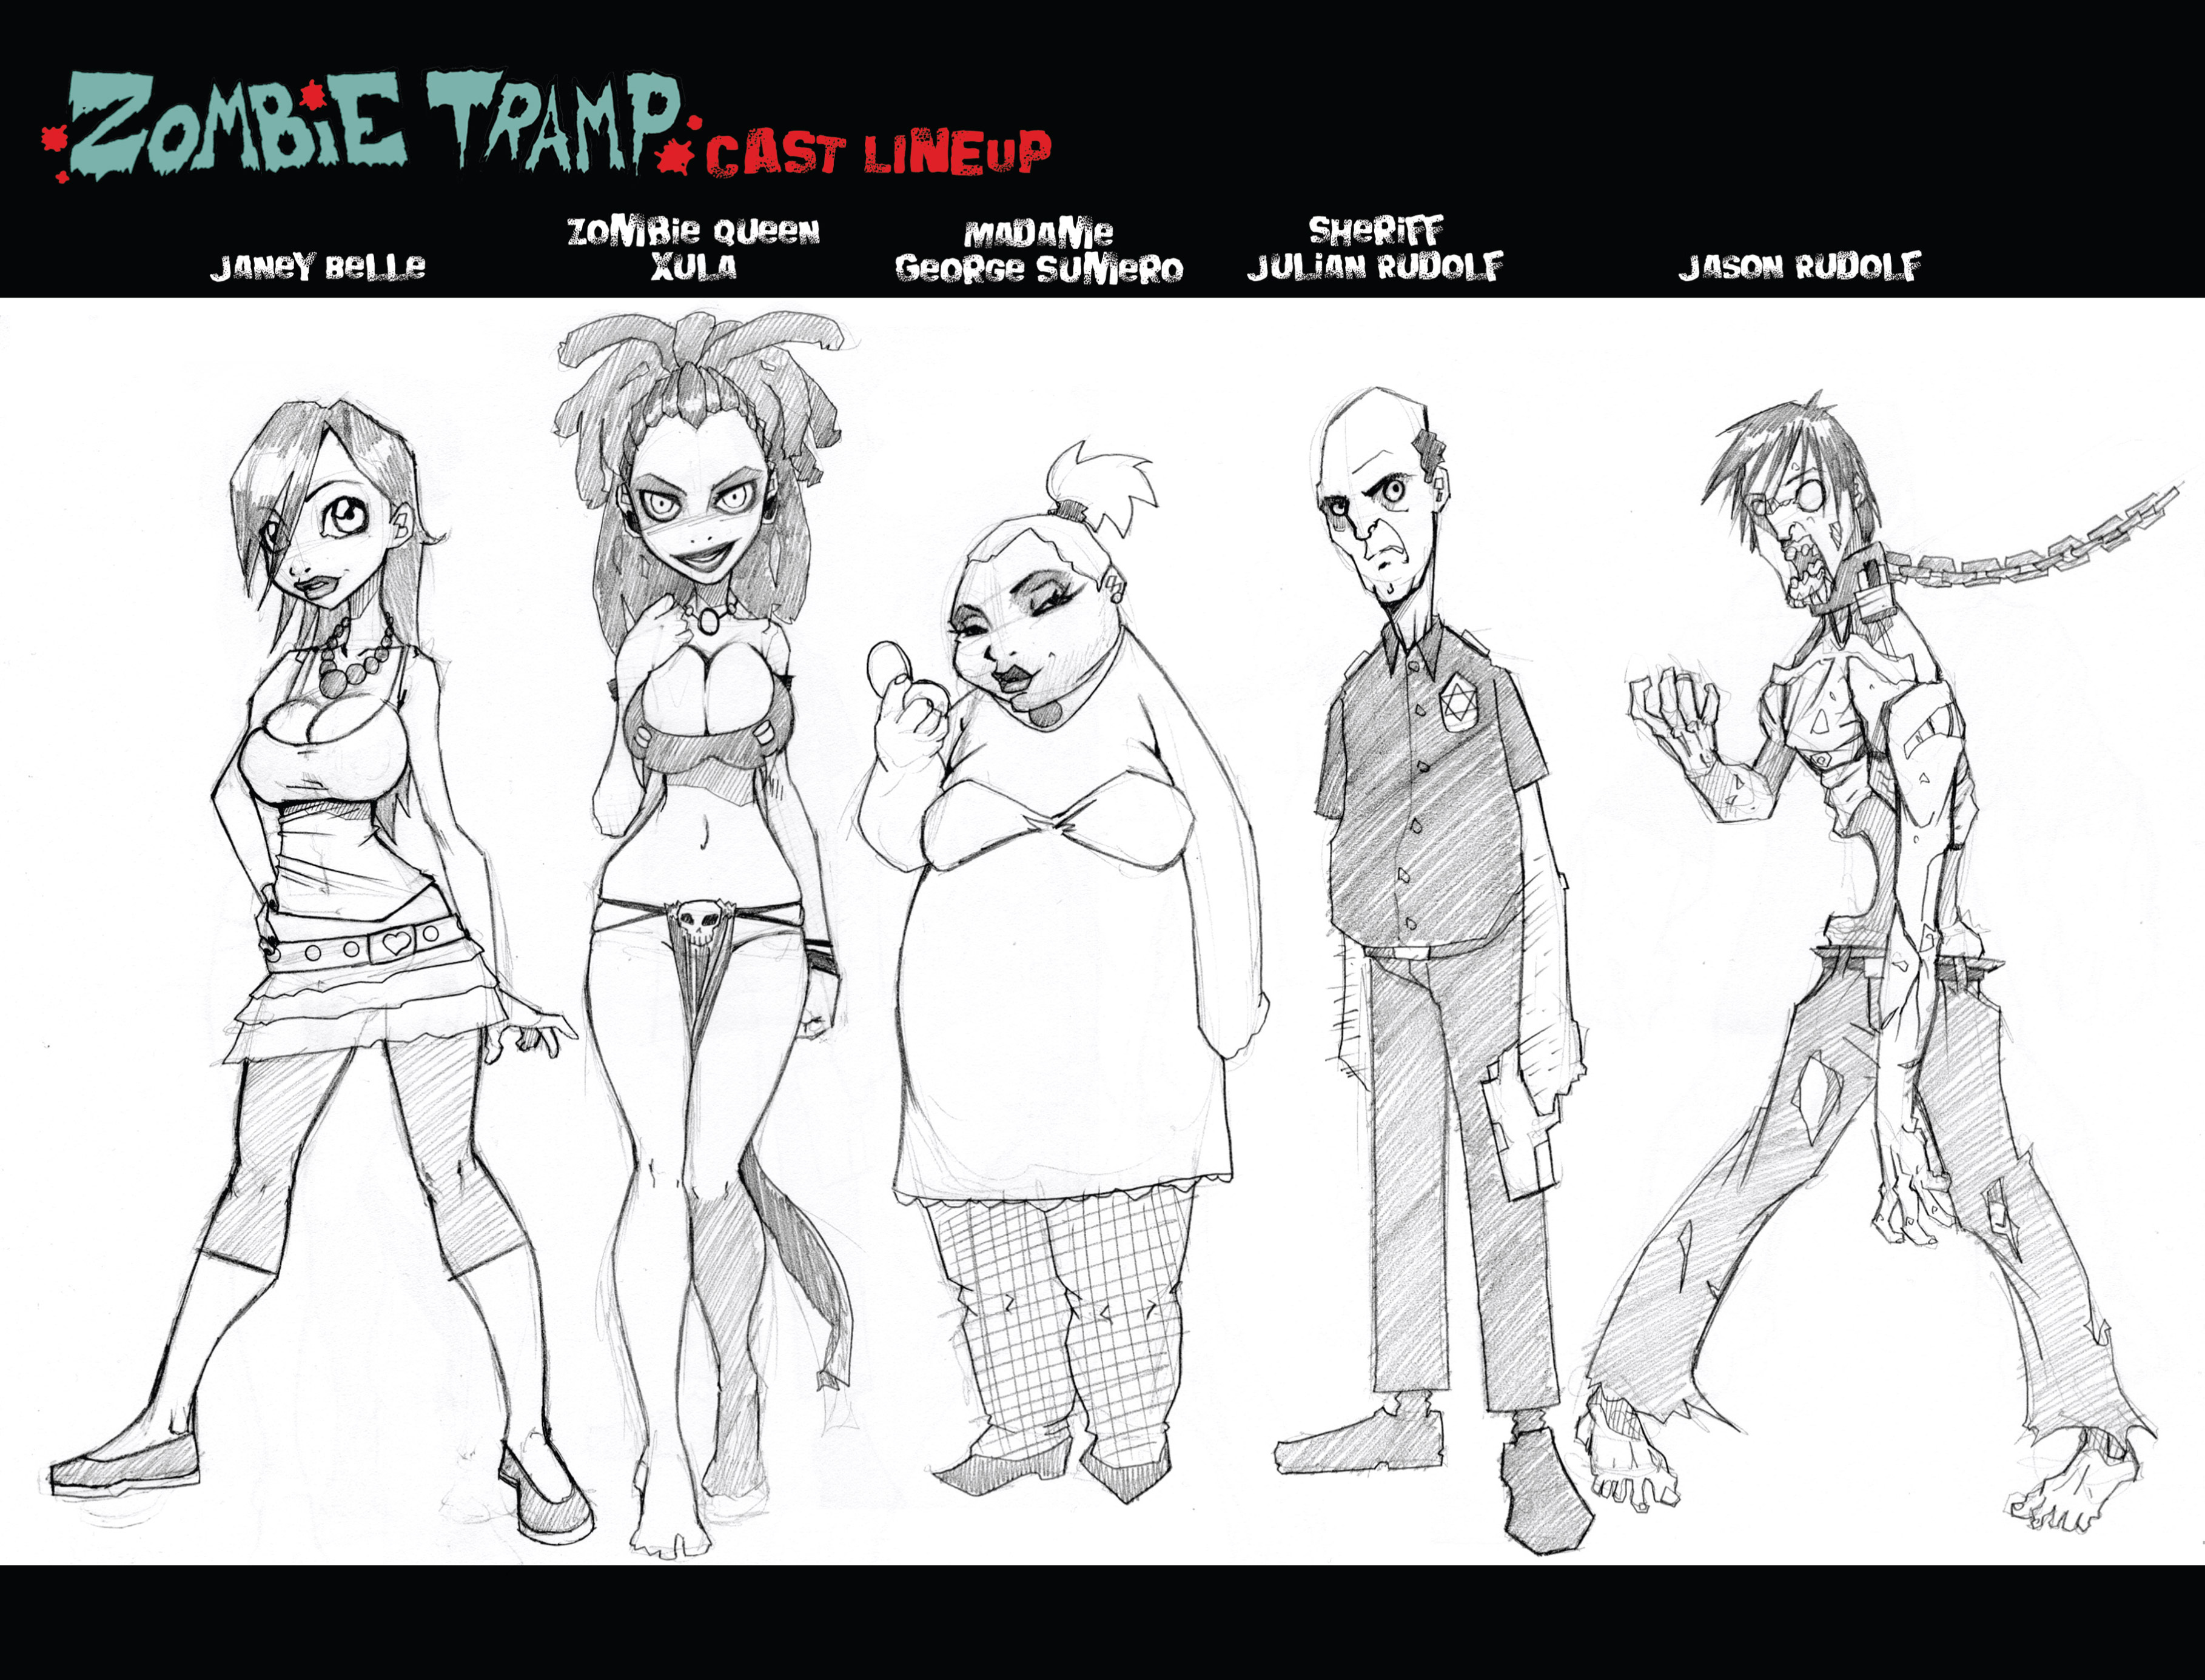 ZOMBiE TRAMP CAST LINEUP
JANeY BeLLe
ZOMBie QUeeN
XULA
MADAMe
GeORGe SUMeRO
SHeRiFF
JULiAN RUDOLF
JASON RUDOLF